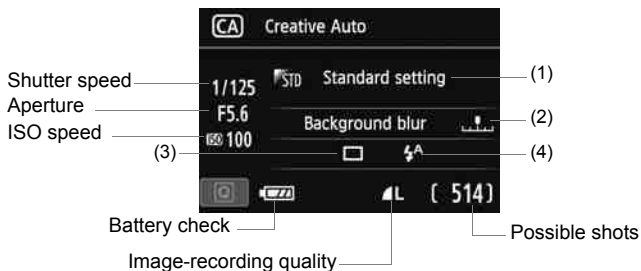 CA Creative Auto
Shutter speed 1/125 STD Standard setting (1)
Aperture F5.6 Background blur (2)
ISO speed ISO 100
(3) A (4)
Q L ( 514)
Battery check Possible shots
Image-recording quality